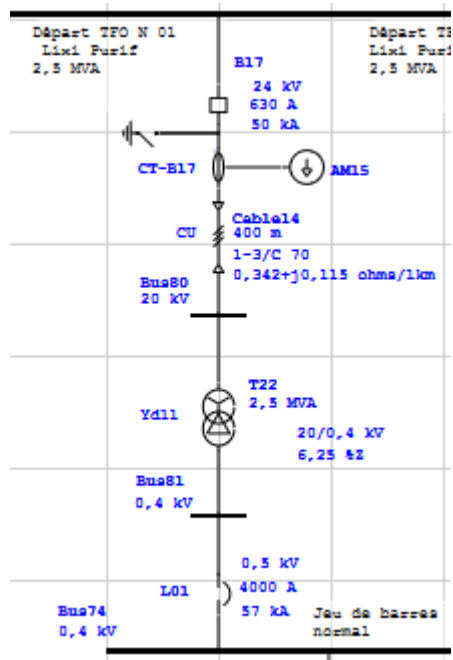 Départ TFO N 01
Lixi Purif
2,5 MVA
Départ TF
Lixi Purif
2,5 MVA
B17
24 kV
630 A
50 kA
CT-B17
AM15
Cable14
CU
400 m
1-3/C 70
0,342+j0,115 ohms/1km
Bus80
20 kV
T22
2,5 MVA
Yd11
20/0,4 kV
6,25 %Z
Bus81
0,4 kV
0,5 kV
L01
4000 A
57 kA
Bus74
0,4 kV
Jeu de barres
normal